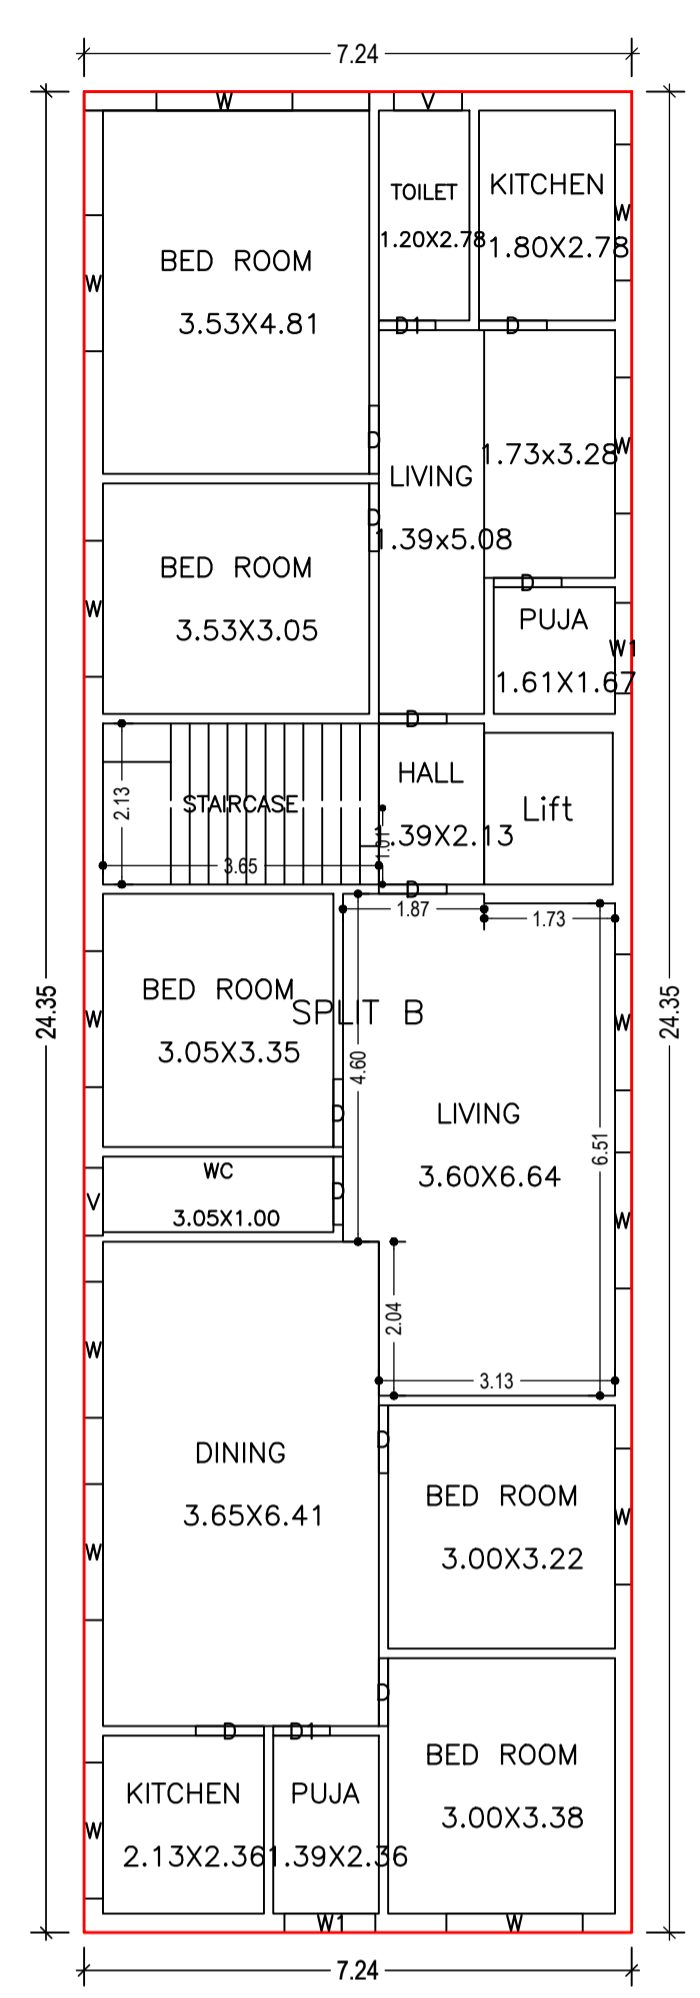 7.24
W
V
TOILET
1.20X2.78
KITCHEN
1.80X2.78
W
BED ROOM
3.53X4.81
W
D1
D
D
1.73x3.28
W
LIVING
1.39x5.08
D
BED ROOM
3.53X3.05
W
D
PUJA
1.61X1.67
W1
D
2.13
STAIRCASE
3.65
HALL
.39X2.13
Lift
D
1.87
1.73
24.35
24.35
BED ROOM
3.05X3.35
W
SPLIT B
W
4.60
D
LIVING
3.60X6.64
6.51
WC
3.05X1.00
V
D
W
2.04
3.13
W
DINING
3.65X6.41
W
D
BED ROOM
3.00X3.22
W
D
D
D1
KITCHEN
2.13X2.36
W
PUJA
1.39X2.36
BED ROOM
3.00X3.38
W1
W
7.24